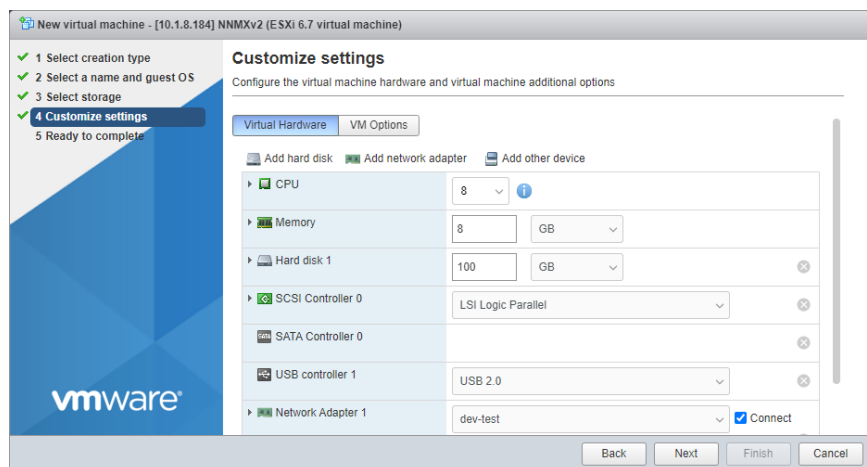 New virtual machine - [10.1.8.184] NNMXv2 (ESXi 6.7 virtual machine)
1 Select creation type
2 Select a name and guest OS
3 Select storage
4 Customize settings
5 Ready to complete
vmware®
Customize settings
Configure the virtual machine hardware and virtual machine additional options
Virtual Hardware VM Options
Add hard disk Add network adapter Add other device
CPU 8
Memory 8 GB
Hard disk 1 100 GB
SCSI Controller 0 LSI Logic Parallel
SATA Controller 0
USB controller 1 USB 2.0
Network Adapter 1 dev-test Connect
Back Next Finish Cancel